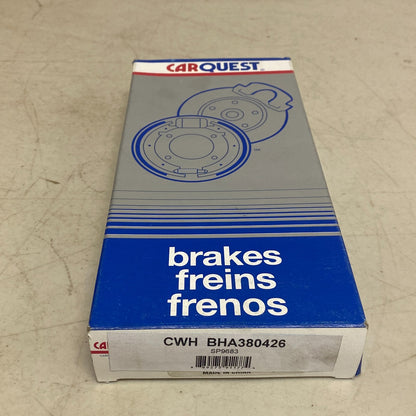 CARQUEST
brakes
freins
frenos
CWH BHA380426
SP9683
MADE IN CHINA